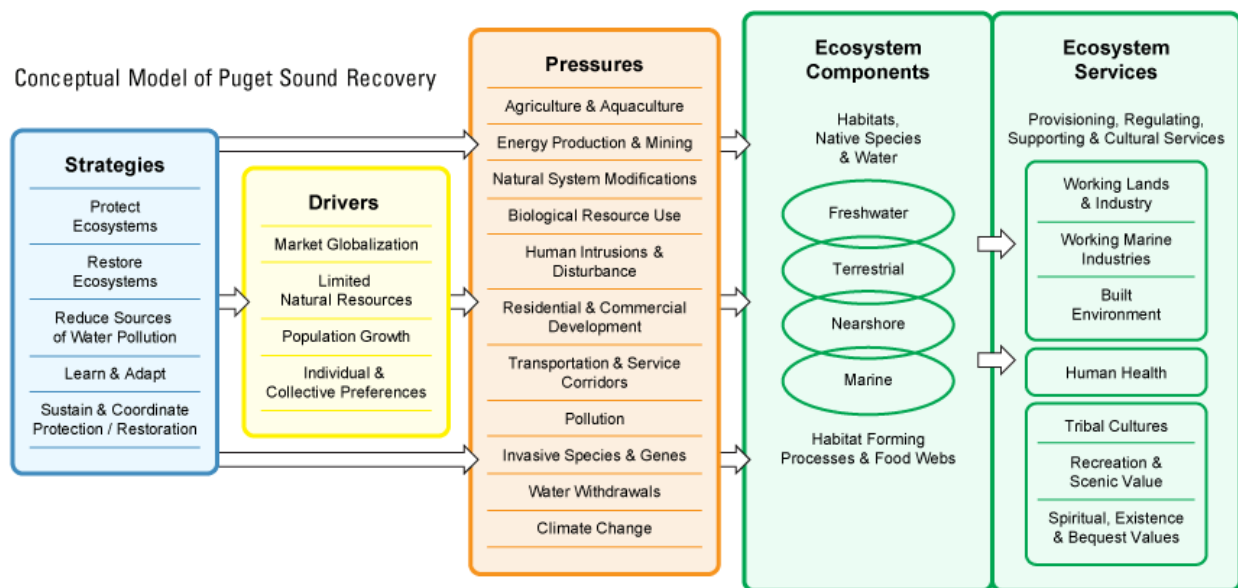 Conceptual Model of Puget Sound Recovery
Strategies
Protect
Ecosystems
Restore
Ecosystems
Reduce Sources
of Water Pollution
Learn & Adapt
Sustain & Coordinate
Protection / Restoration
Drivers
Market Globalization
Limited
Natural Resources
Population Growth
Individual &
Collective Preferences
Pressures
Agriculture & Aquaculture
Energy Production & Mining
Natural System Modifications
Biological Resource Use
Human Intrusions &
Disturbance
Residential & Commercial
Development
Transportation & Service
Corridors
Pollution
Invasive Species & Genes
Water Withdrawals
Climate Change
Ecosystem
Components
Habitats,
Native Species
& Water
Freshwater
Terrestrial
Nearshore
Marine
Habitat Forming
Processes & Food Webs
Ecosystem
Services
Provisioning, Regulating,
Supporting & Cultural Services
Working Lands
& Industry
Working Marine
Industries
Built
Environment
Human Health
Tribal Cultures
Recreation &
Scenic Value
Spiritual, Existence
& Bequest Values